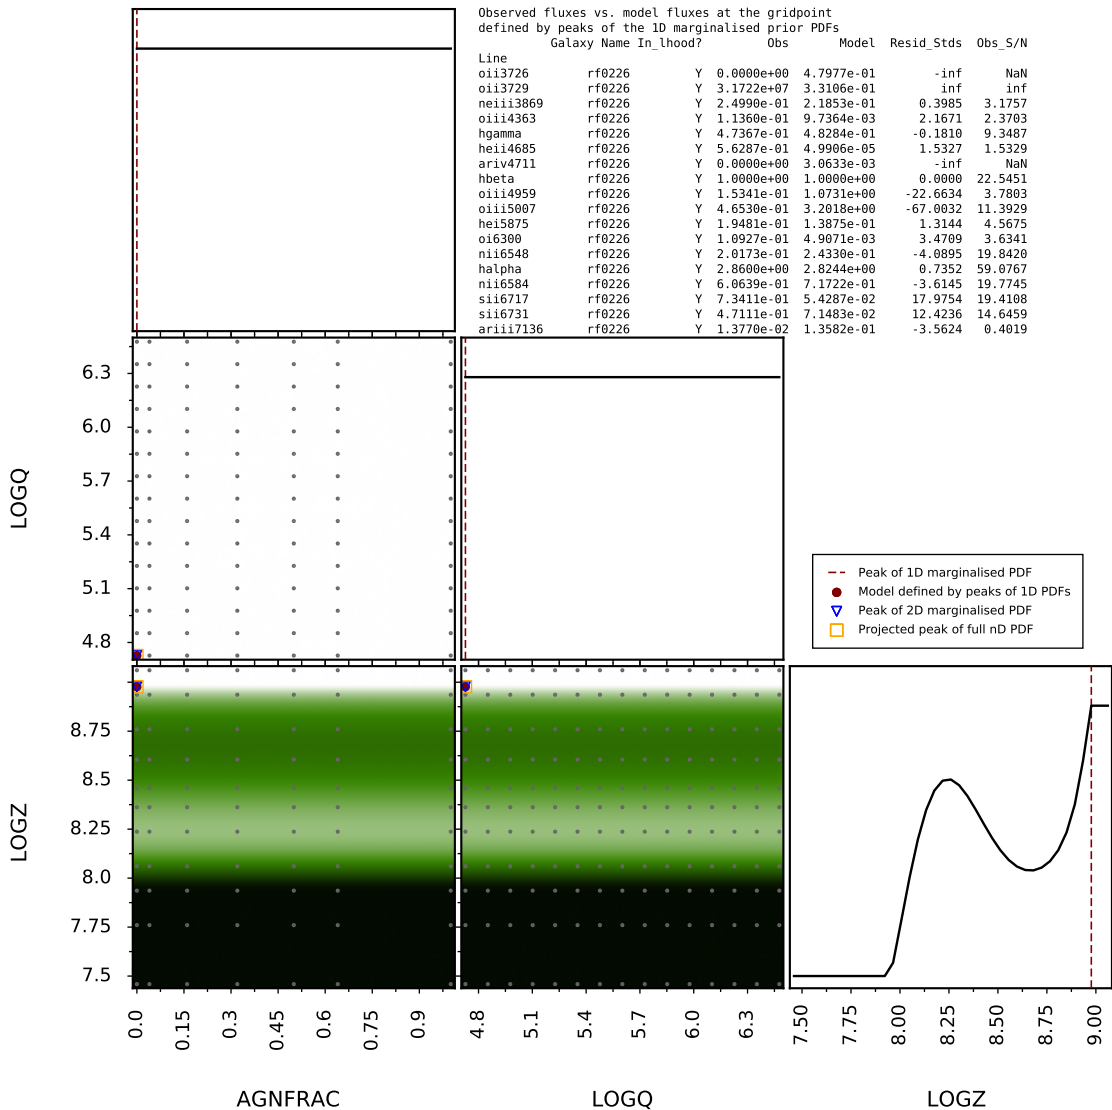 Observed fluxes vs. model fluxes at the gridpoint
defined by peaks of the 1D marginalised prior PDFs
Galaxy Name In_lhood? Obs Model Resid_Stds Obs_S/N
Line
oii3726 rf0226 Y 0.0000e+00 4.7977e-01 -inf NaN
oii3729 rf0226 Y 3.1722e+07 3.3106e-01 inf inf
neiii3869 rf0226 Y 2.4990e-01 2.1853e-01 0.3985 3.1757
oiii4363 rf0226 Y 1.1360e-01 9.7364e-03 2.1671 2.3703
hgamma rf0226 Y 4.7367e-01 4.8284e-01 -0.1810 9.3487
heii4685 rf0226 Y 5.6287e-01 4.9906e-05 1.5327 1.5329
ariv4711 rf0226 Y 0.0000e+00 3.0633e-03 -inf NaN
hbeta rf0226 Y 1.0000e+00 1.0000e+00 0.0000 22.5451
oiii4959 rf0226 Y 1.5341e-01 1.0731e+00 -22.6634 3.7803
oiii5007 rf0226 Y 4.6530e-01 3.2018e+00 -67.0032 11.3929
hei5875 rf0226 Y 1.9481e-01 1.3875e-01 1.3144 4.5675
oi6300 rf0226 Y 1.0927e-01 4.9071e-03 3.4709 3.6341
nii6548 rf0226 Y 2.0173e-01 2.4330e-01 -4.0895 19.8420
halpha rf0226 Y 2.8600e+00 2.8244e+00 0.7352 59.0767
nii6584 rf0226 Y 6.0639e-01 7.1722e-01 -3.6145 19.7745
sii6717 rf0226 Y 7.3411e-01 5.4287e-02 17.9754 19.4108
sii6731 rf0226 Y 4.7111e-01 7.1483e-02 12.4236 14.6459
ariii7136 rf0226 Y 1.3770e-02 1.3582e-01 -3.5624 0.4019
6.3
6.0
5.7
5.4
5.1
4.8
LOGQ
Peak of 1D marginalised PDF
Model defined by peaks of 1D PDFs
Peak of 2D marginalised PDF
Projected peak of full nD PDF
8.75
8.5
8.25
8.0
7.75
7.5
LOGZ
0.0 0.15 0.3 0.45 0.6 0.75 0.9
4.8 5.1 5.4 5.7 6.0 6.3
7.50 7.75 8.00 8.25 8.50 8.75 9.00
AGNFRAC LOGQ LOGZ